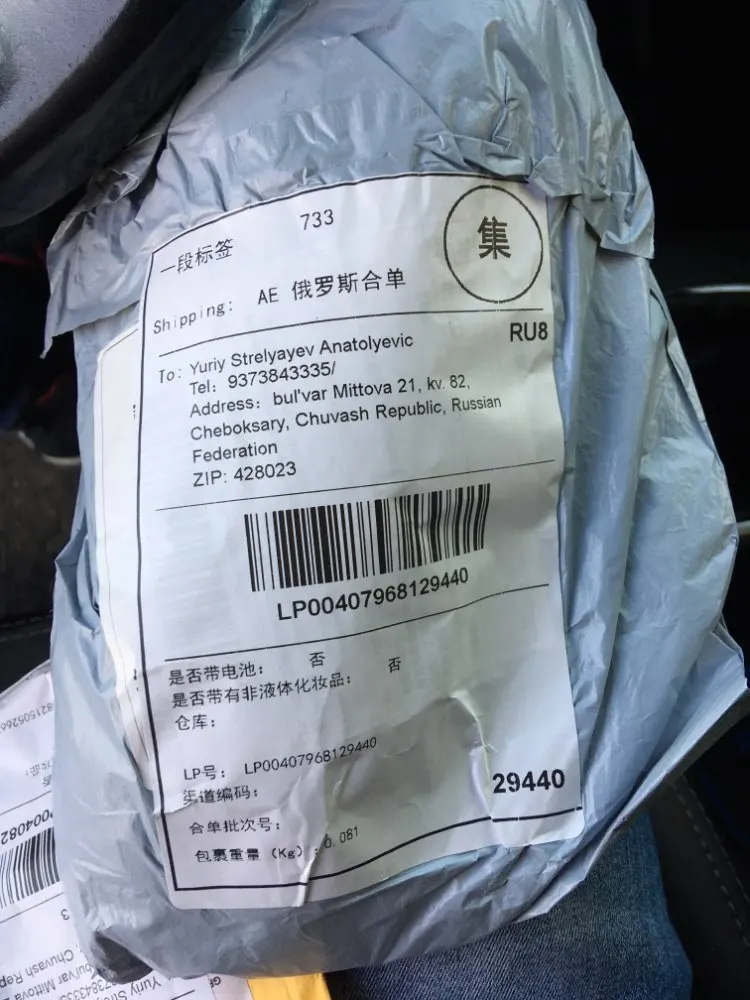 一段标签 733
集
Shipping: AE 俄罗斯合单
RU8
To: Yuriy Strelyayev Anatolyevic
Tel: 9373843335/
Address: bul'var Mittova 21, kv. 82,
Cheboksary, Chuvash Republic, Russian
Federation
ZIP: 428023
LP00407968129440
是否带电池: 否
是否带有非液体化妆品: 否
仓库:
LP号: LP00407968129440
渠道编码:
29440
合单批次号:
包裹重量 (Kg) : 0.081